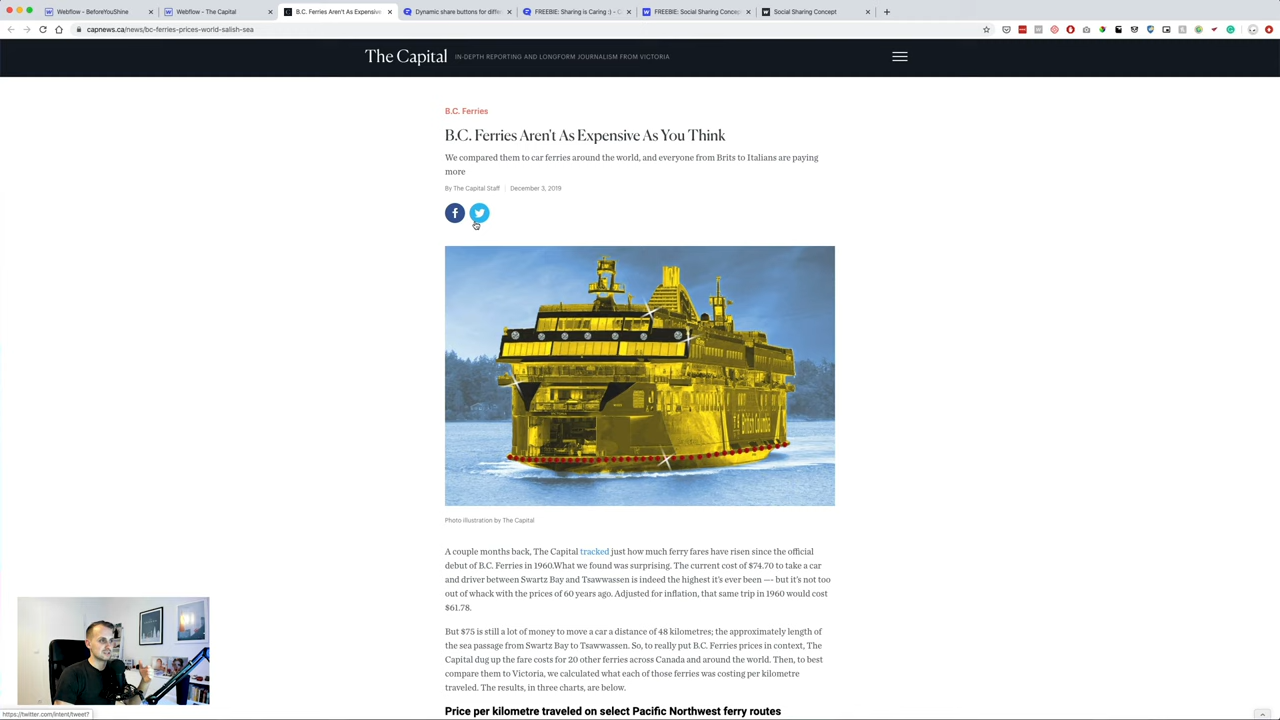 Webflow - BeforeYouShine
Webflow - The Capital
B.C. Ferries Aren't As Expensive
Dynamic share buttons for diffe
FREEBIE: Sharing is Caring :) - C
FREEBIE: Social Sharing Concep
Social Sharing Concept
capnews.ca/news/bc-ferries-prices-world-salish-sea
The Capital
IN-DEPTH REPORTING AND LONGFORM JOURNALISM FROM VICTORIA
B.C. Ferries
B.C. Ferries Aren't As Expensive As You Think
We compared them to car ferries around the world, and everyone from Brits to Italians are paying
more
By The Capital Staff | December 3, 2019
British Columbia
Photo illustration by The Capital
A couple months back, The Capital tracked just how much ferry fares have risen since the official
debut of B.C. Ferries in 1960.What we found was surprising. The current cost of $74.70 to take a car
and driver between Swartz Bay and Tsawwassen is indeed the highest it's ever been —- but it's not too
out of whack with the prices of 60 years ago. Adjusted for inflation, that same trip in 1960 would cost
$61.78.
But $75 is still a lot of money to move a car a distance of 48 kilometres; the approximately length of
the sea passage from Swartz Bay to Tsawwassen. So, to really put B.C. Ferries prices in context, The
Capital dug up the fare costs for 20 other ferries across Canada and around the world. Then, to best
compare them to Victoria, we calculated what each of those ferries was costing per kilometre
traveled. The results, in three charts, are below.
Price per kilometre traveled on select Pacific Northwest ferry routes
https://twitter.com/intent/tweet?